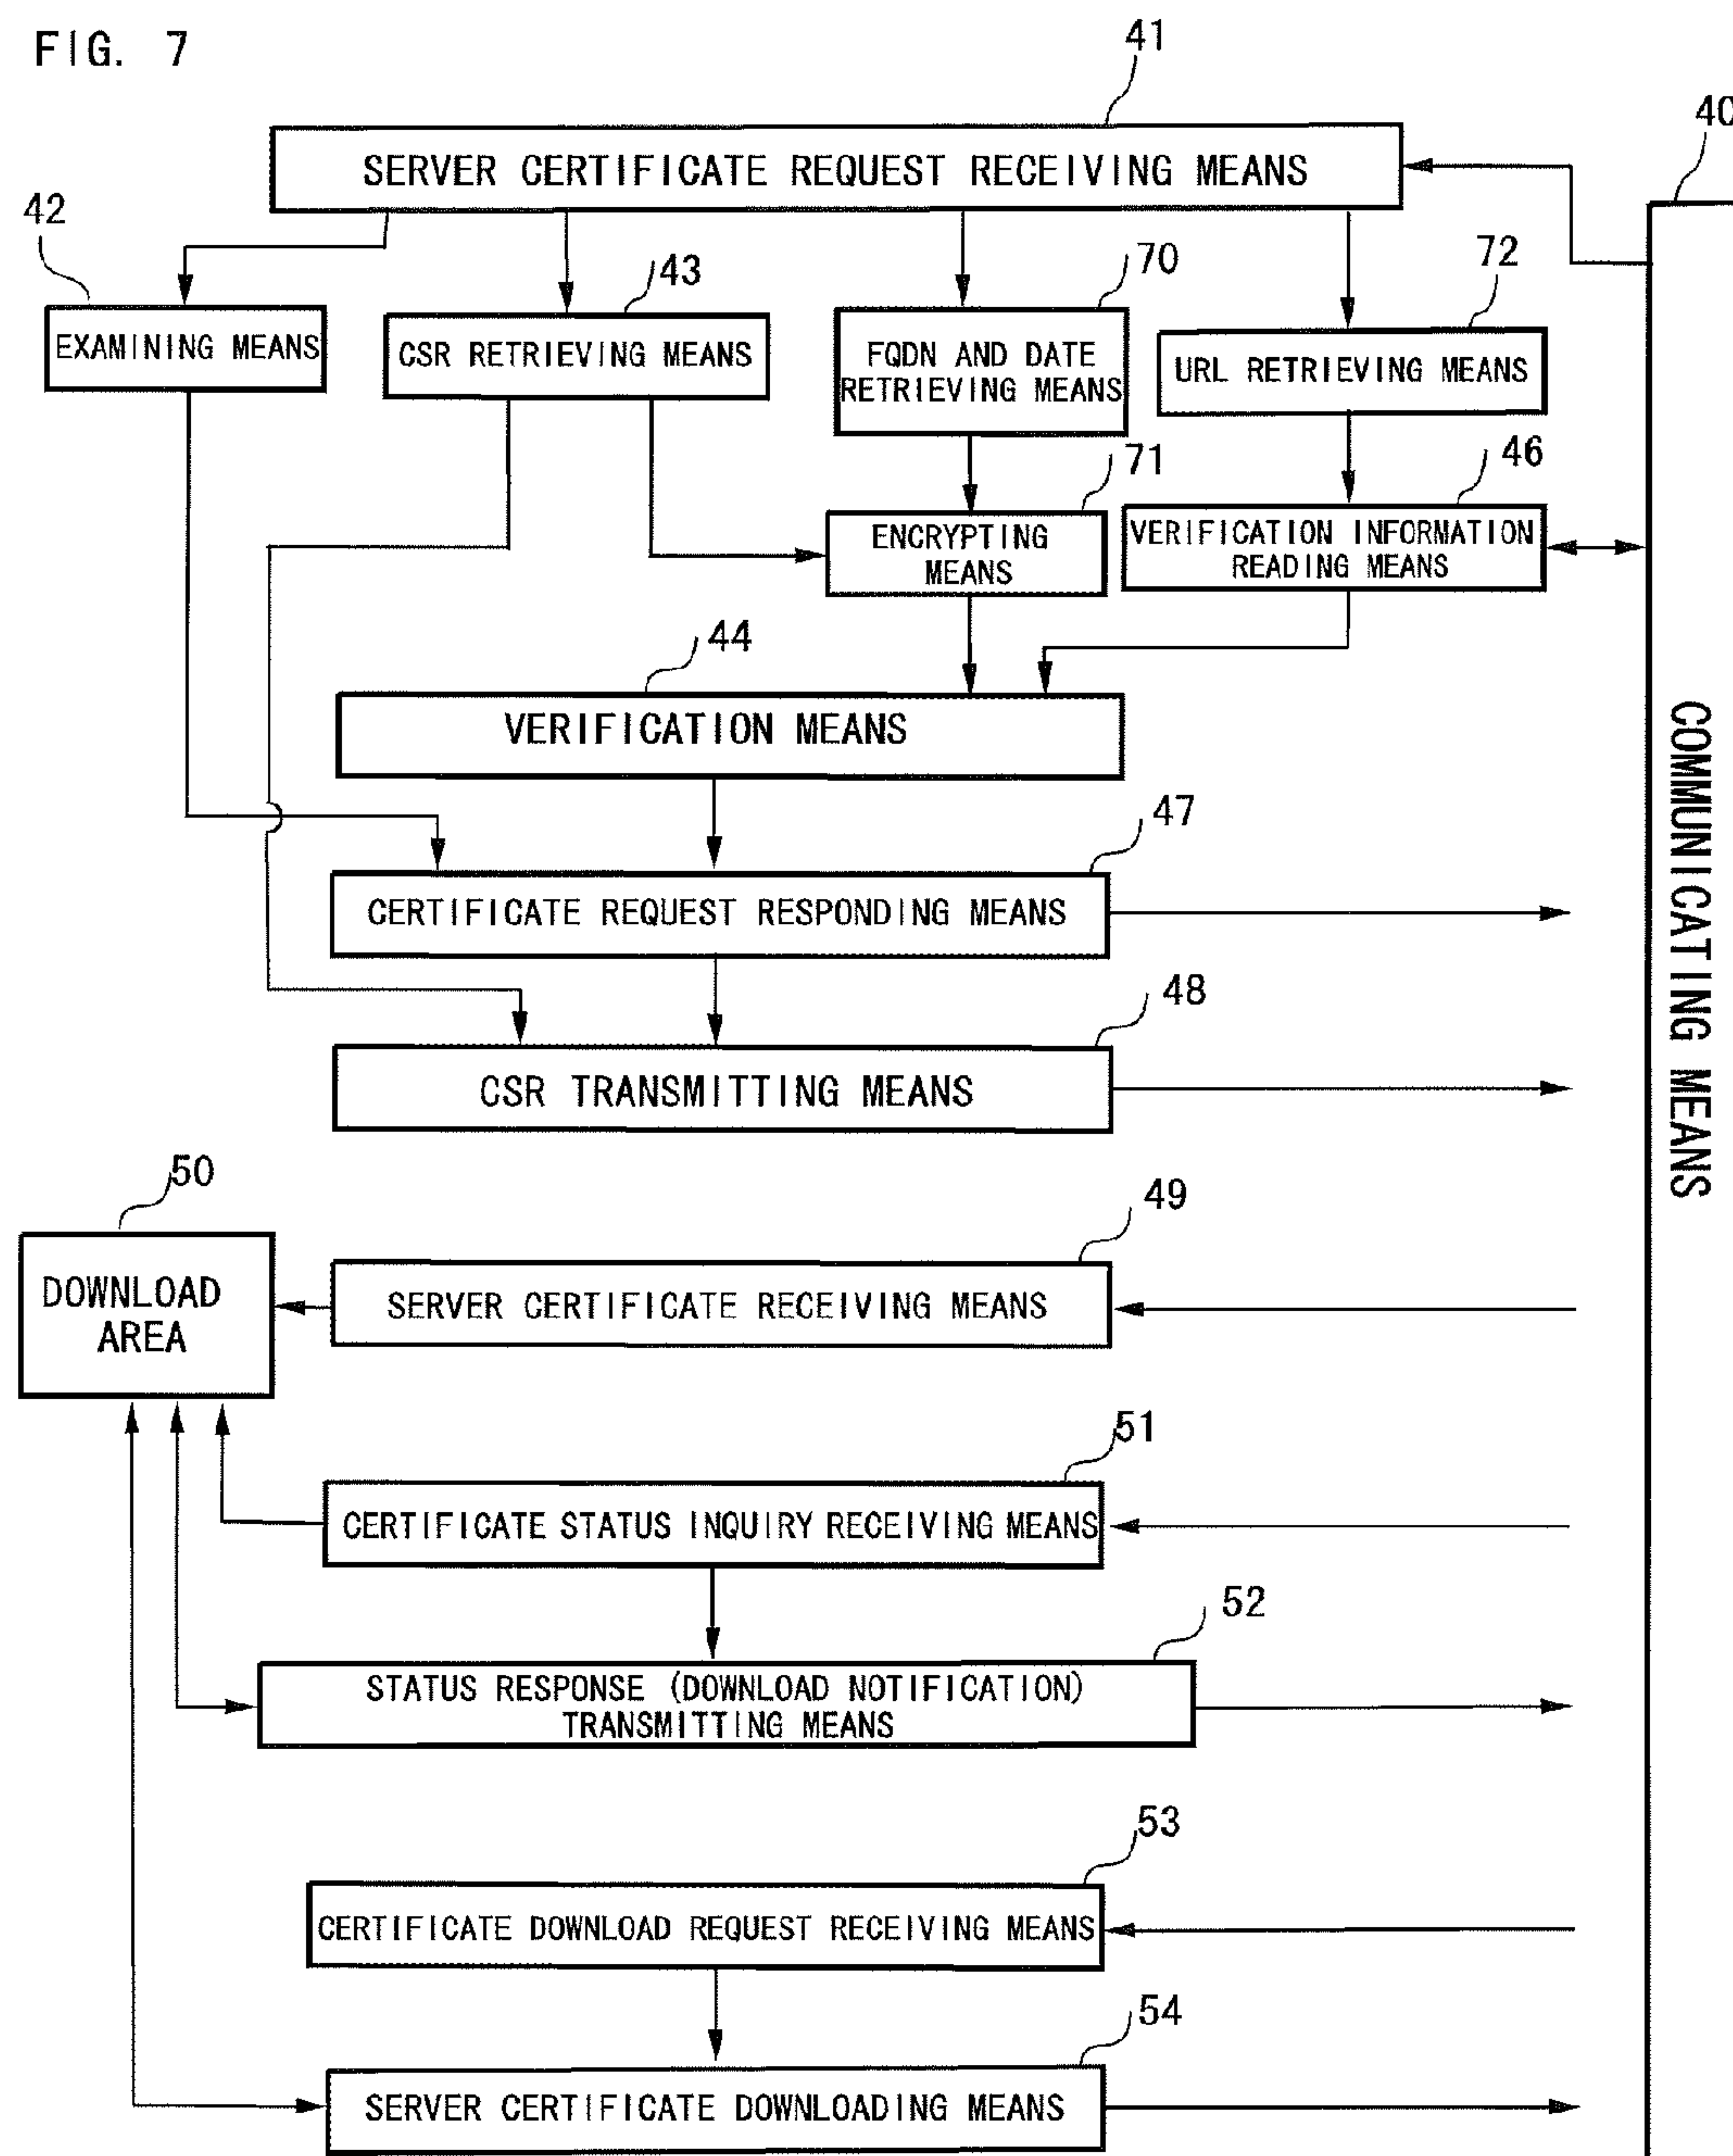 FIG. 7
41
40
SERVER CERTIFICATE REQUEST RECEIVING MEANS
42
43
70
72
EXAMINING MEANS
CSR RETRIEVING MEANS
FQDN AND DATE
RETRIEVING MEANS
URL RETRIEVING MEANS
71
46
ENCRYPTING
MEANS
VERIFICATION INFORMATION
READING MEANS
44
VERIFICATION MEANS
COMMUNICATING MEANS
47
CERTIFICATE REQUEST RESPONDING MEANS
48
CSR TRANSMITTING MEANS
50
49
DOWNLOAD
AREA
SERVER CERTIFICATE RECEIVING MEANS
51
CERTIFICATE STATUS INQUIRY RECEIVING MEANS
52
STATUS RESPONSE (DOWNLOAD NOTIFICATION)
TRANSMITTING MEANS
53
CERTIFICATE DOWNLOAD REQUEST RECEIVING MEANS
54
SERVER CERTIFICATE DOWNLOADING MEANS